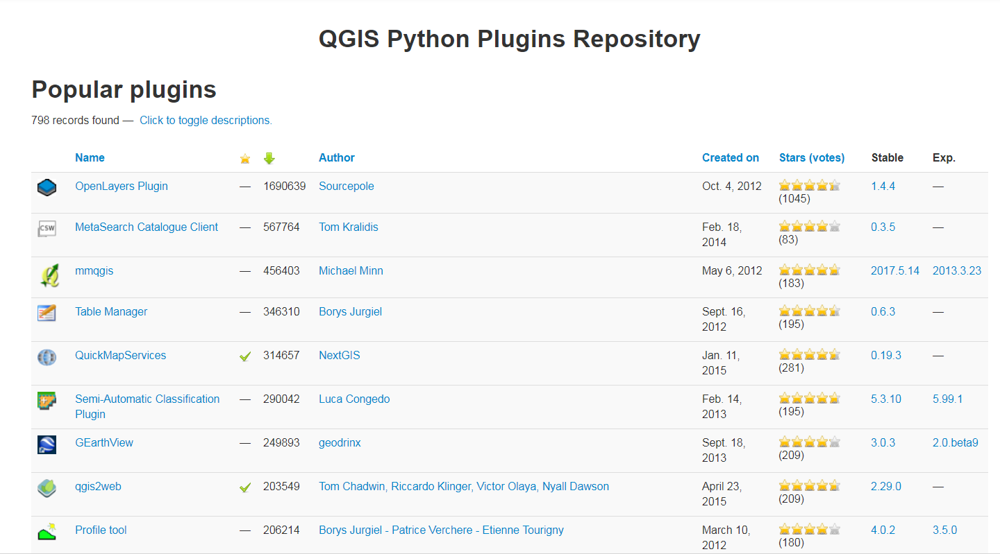 QGIS Python Plugins Repository
Popular plugins
798 records found — Click to toggle descriptions.
Name Author Created on Stars (votes) Stable Exp.
OpenLayers Plugin — 1690639 Sourcepole Oct. 4, 2012 1.4.4 —
(1045)
CSW MetaSearch Catalogue Client — 567764 Tom Kralidis Feb. 18, 0.3.5 —
2014 (83)
mmqgis — 456403 Michael Minn May 6, 2012 2017.5.14 2013.3.23
(183)
Table Manager — 346310 Borys Jurgiel Sept. 16, 0.6.3 —
2012 (195)
QuickMapServices 314657 NextGIS Jan. 11, 0.19.3 —
2015 (281)
Semi-Automatic Classification — 290042 Luca Congedo Feb. 14, 5.3.10 5.99.1
Plugin 2013 (195)
GEarthView — 249893 geodrinx Sept. 18, 3.0.3 2.0.beta9
2013 (209)
qgis2web 203549 Tom Chadwin, Riccardo Klinger, Victor Olaya, Nyall Dawson April 23, 2.29.0 —
2015 (209)
Profile tool — 206214 Borys Jurgiel - Patrice Verchere - Etienne Tourigny March 10, 4.0.2 3.5.0
2012 (180)